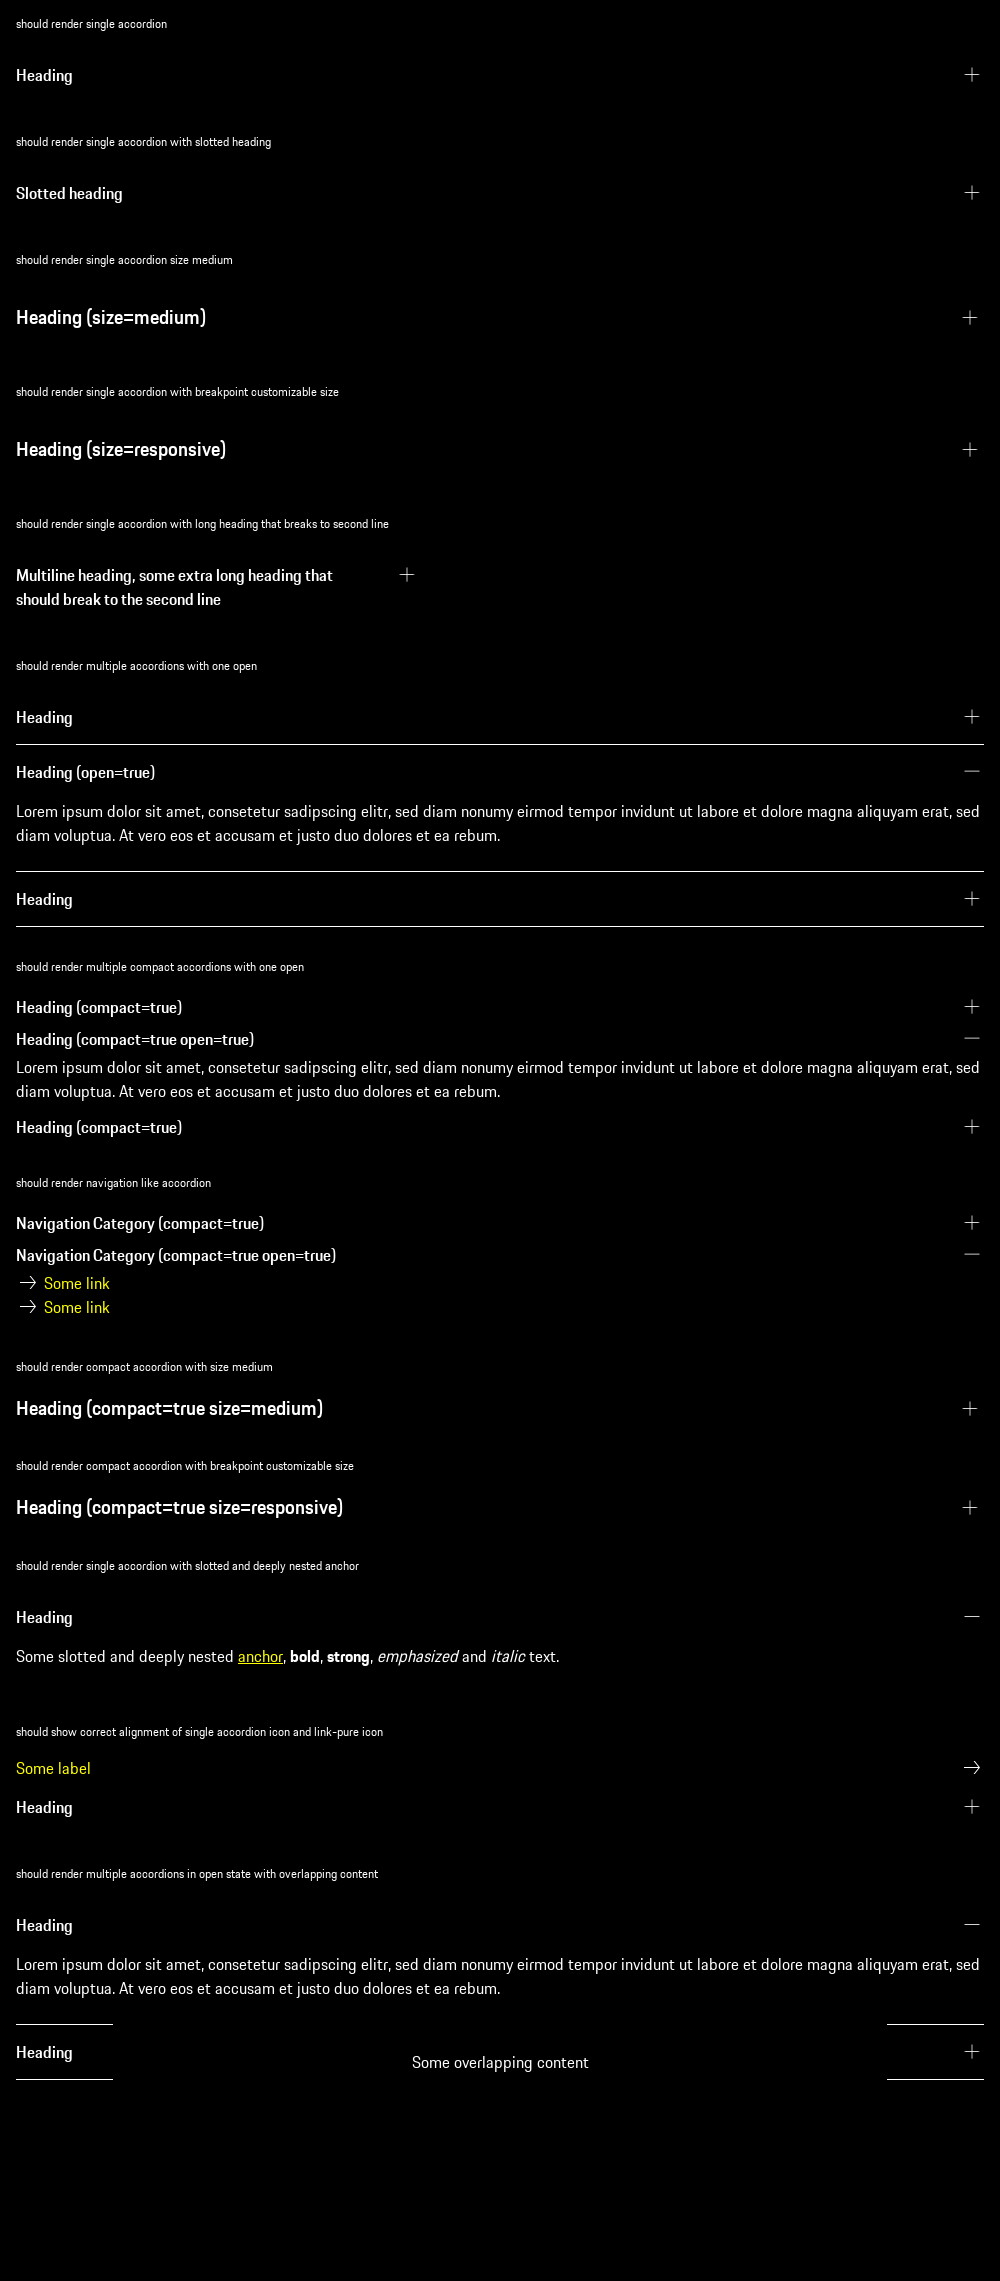 should render single accordion
Heading
should render single accordion with slotted heading
Slotted heading
should render single accordion size medium
Heading (size=medium)
should render single accordion with breakpoint customizable size
Heading (size=responsive)
should render single accordion with long heading that breaks to second line
Multiline heading, some extra long heading that
should break to the second line
should render multiple accordions with one open
Heading
Heading (open=true)
Lorem ipsum dolor sit amet, consetetur sadipscing elitr, sed diam nonumy eirmod tempor invidunt ut labore et dolore magna aliquyam erat, sed
diam voluptua. At vero eos et accusam et justo duo dolores et ea rebum.
Heading
should render multiple compact accordions with one open
Heading (compact=true)
Heading (compact=true open=true)
Lorem ipsum dolor sit amet, consetetur sadipscing elitr, sed diam nonumy eirmod tempor invidunt ut labore et dolore magna aliquyam erat, sed
diam voluptua. At vero eos et accusam et justo duo dolores et ea rebum.
Heading (compact=true)
should render navigation like accordion
Navigation Category (compact=true)
Navigation Category (compact=true open=true)
Some link
Some link
should render compact accordion with size medium
Heading (compact=true size=medium)
should render compact accordion with breakpoint customizable size
Heading (compact=true size=responsive)
should render single accordion with slotted and deeply nested anchor
Heading
Some slotted and deeply nested anchor, bold, strong, emphasized and italic text.
should show correct alignment of single accordion icon and link-pure icon
Some label
Heading
should render multiple accordions in open state with overlapping content
Heading
Lorem ipsum dolor sit amet, consetetur sadipscing elitr, sed diam nonumy eirmod tempor invidunt ut labore et dolore magna aliquyam erat, sed
diam voluptua. At vero eos et accusam et justo duo dolores et ea rebum.
Heading
Some overlapping content